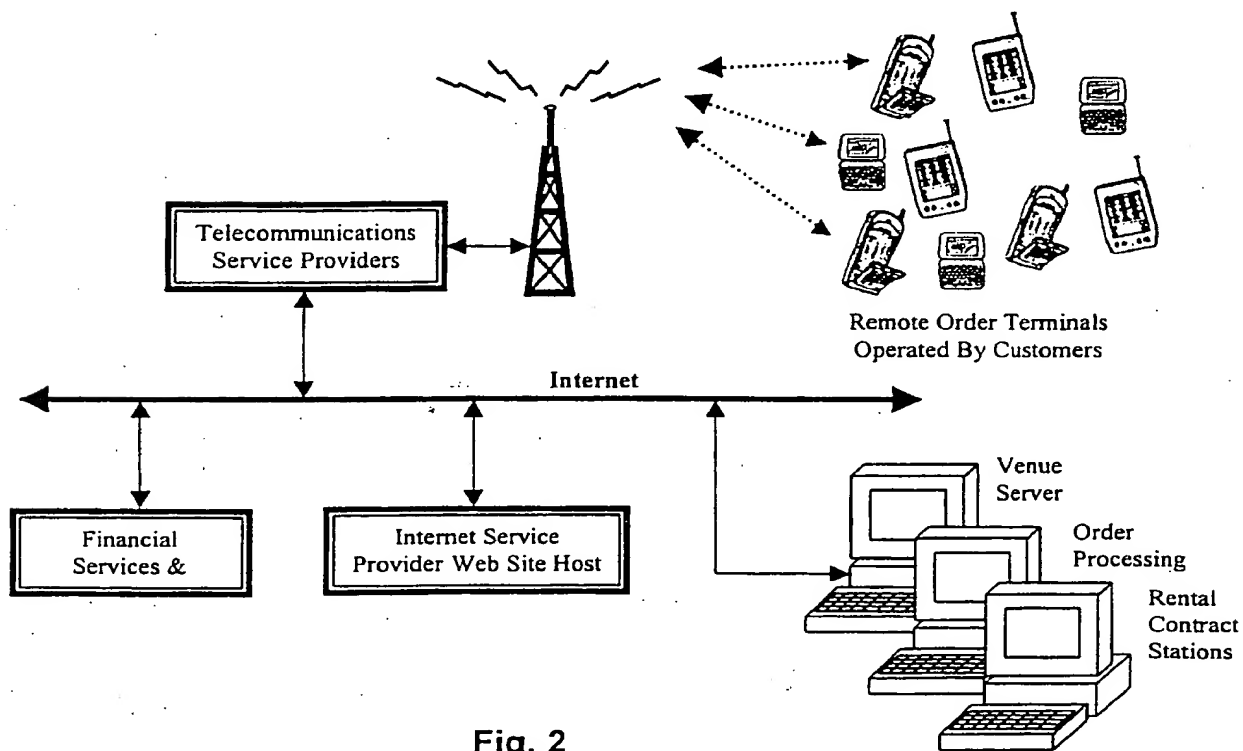 Telecommunications
Service Providers
Remote Order Terminals
Operated By Customers
Internet
Financial
Services &
Internet Service
Provider Web Site Host
Venue
Server
Order
Processing
Rental
Contract
Stations
Fig. 2